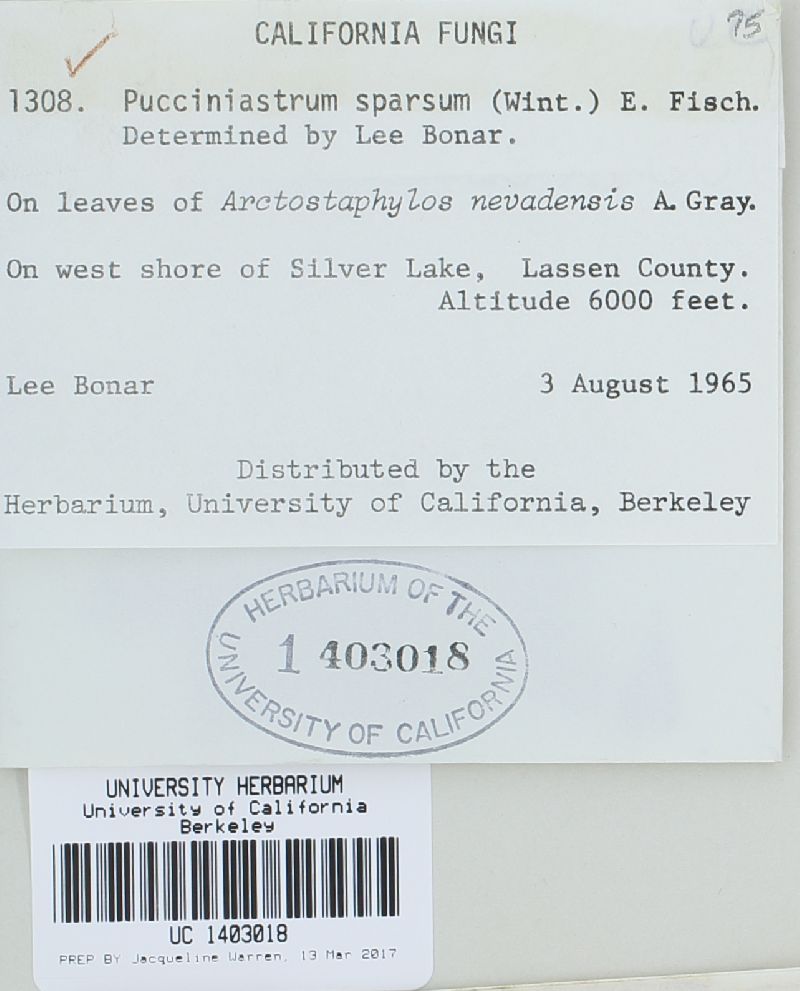 75
CALIFORNIA FUNGI
1308. Pucciniastrum sparsum (Wint.) E. Fisch.
Determined by Lee Bonar.
On leaves of Arctostaphylos nevadensis A. Gray.
On west shore of Silver Lake, Lassen County.
Altitude 6000 feet.
Lee Bonar 3 August 1965
Distributed by the
Herbarium, University of California, Berkeley
HERBARIUM OF THE
1 403018
UNIVERSITY OF CALIFORNIA
UNIVERSITY HERBARIUM
University of California
Berkeley
UC 1403018
PREP BY Jacqueline Warren, 13 Mar 2017